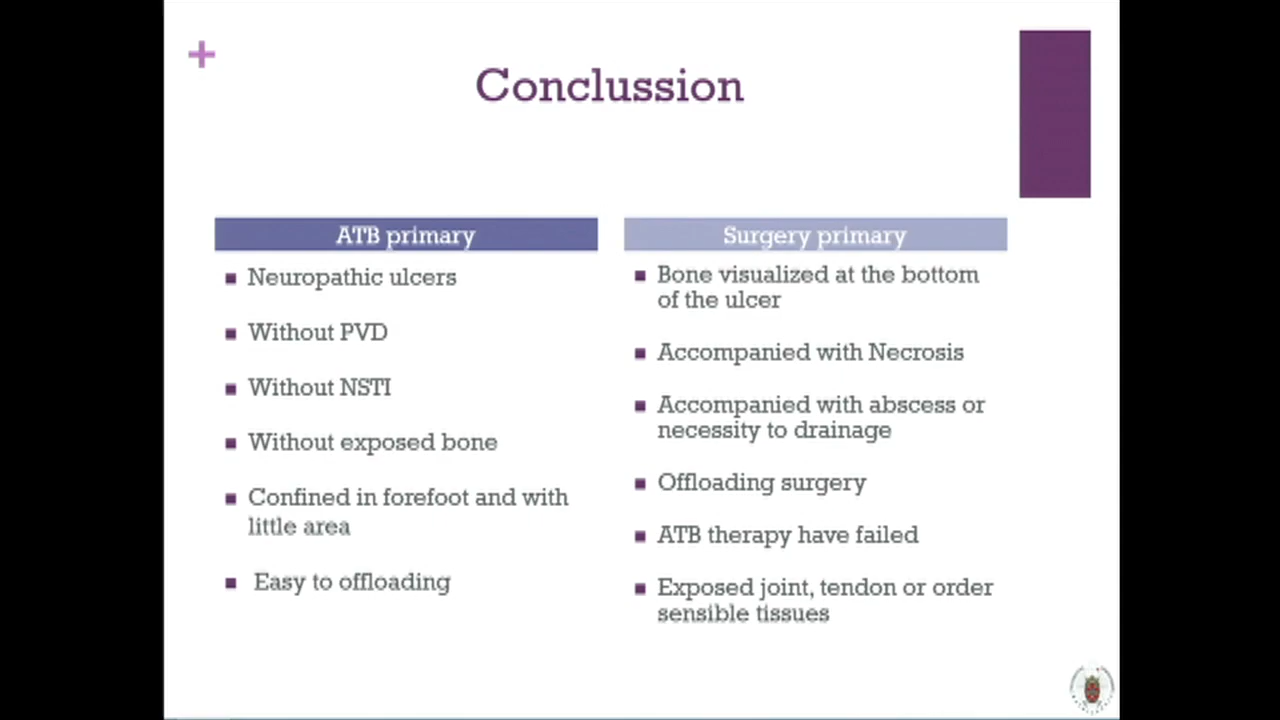 Conclussion
ATB primary
Neuropathic ulcers
Without PVD
Without NSTI
Without exposed bone
Confined in forefoot and with
little area
Easy to offloading
Surgery primary
Bone visualized at the bottom
of the ulcer
Accompanied with Necrosis
Accompanied with abscess or
necessity to drainage
Offloading surgery
ATB therapy have failed
Exposed joint, tendon or order
sensible tissues